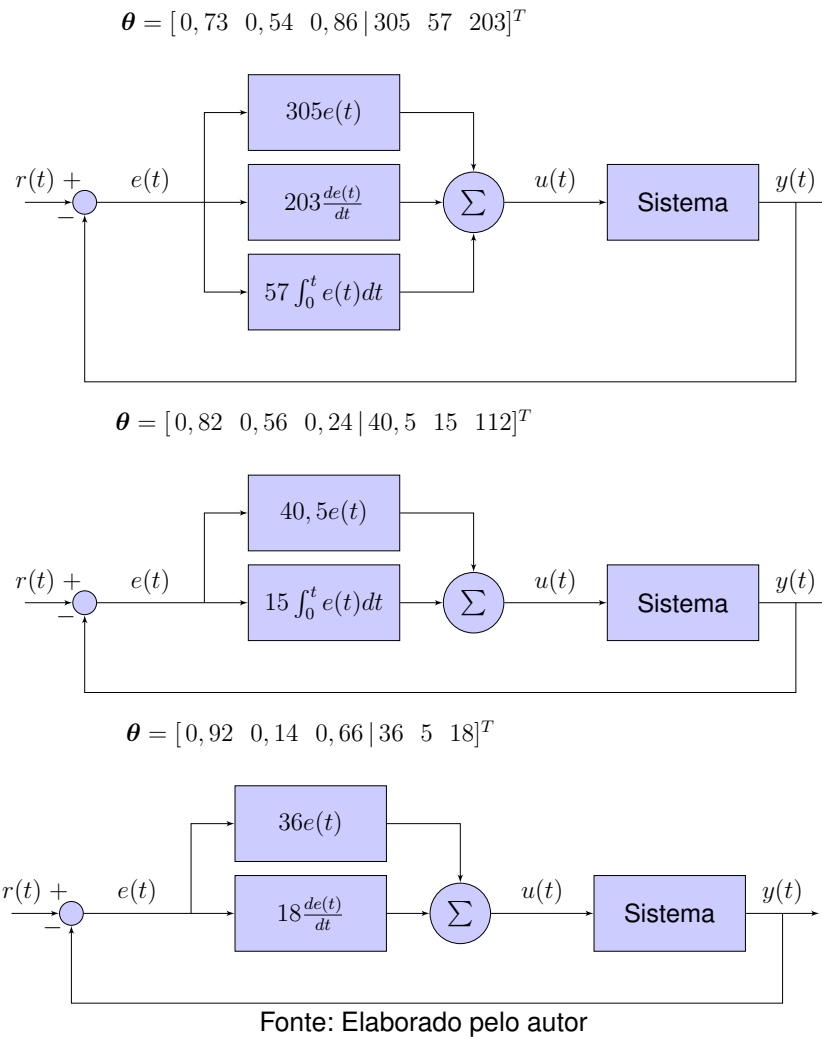 θ = [ 0, 73 0, 54 0, 86 | 305 57 203]^T
305e(t)
r(t) + e(t) 203 de(t)/dt ∑ u(t) Sistema y(t)
−
57 ∫_0^t e(t)dt
θ = [ 0, 82 0, 56 0, 24 | 40, 5 15 112]^T
40, 5e(t)
r(t) + e(t) 15 ∫_0^t e(t)dt ∑ u(t) Sistema y(t)
−
θ = [ 0, 92 0, 14 0, 66 | 36 5 18]^T
36e(t)
r(t) + e(t) 18 de(t)/dt ∑ u(t) Sistema y(t)
−
Fonte: Elaborado pelo autor